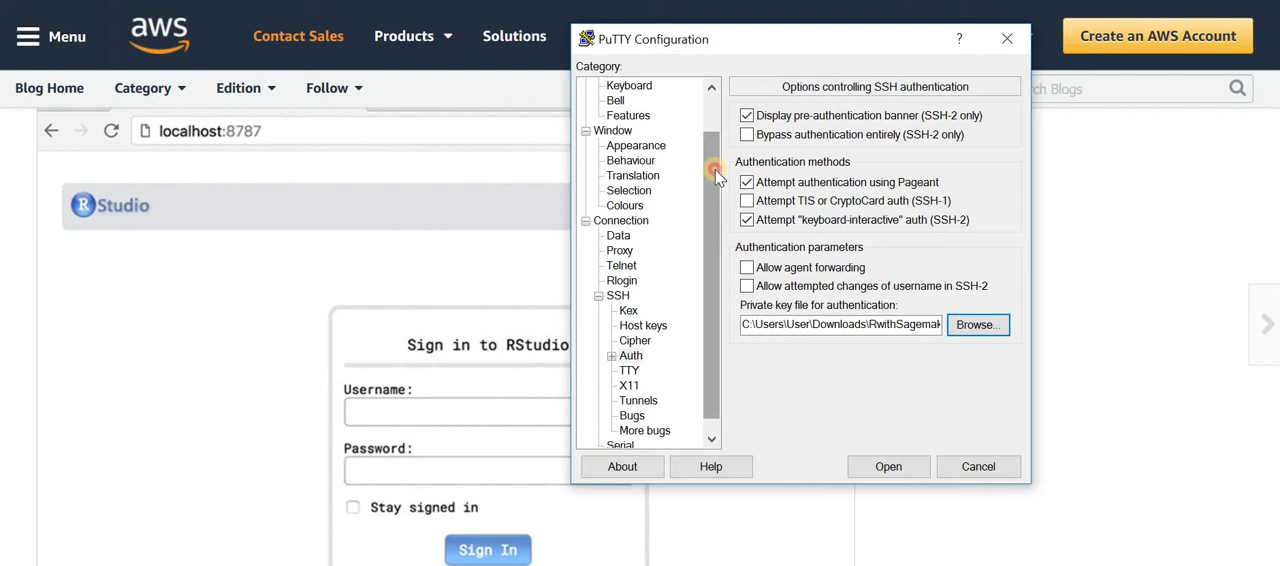 Menu
aws
Contact Sales
Products
Solutions
Create an AWS Account
Blog Home
Category
Edition
Follow
rch Blogs
localhost:8787
R Studio
Sign in to RStudio
Username:
Password:
Stay signed in
Sign In
PuTTY Configuration
?
Category:
Keyboard
Bell
Features
Window
Appearance
Behaviour
Translation
Selection
Colours
Connection
Data
Proxy
Telnet
Rlogin
SSH
Kex
Host keys
Cipher
Auth
TTY
X11
Tunnels
Bugs
More bugs
Serial
Options controlling SSH authentication
Display pre-authentication banner (SSH-2 only)
Bypass authentication entirely (SSH-2 only)
Authentication methods
Attempt authentication using Pageant
Attempt TIS or CryptoCard auth (SSH-1)
Attempt "keyboard-interactive" auth (SSH-2)
Authentication parameters
Allow agent forwarding
Allow attempted changes of username in SSH-2
Private key file for authentication:
C:\Users\User\Downloads\RwithSagemak
Browse...
About
Help
Open
Cancel